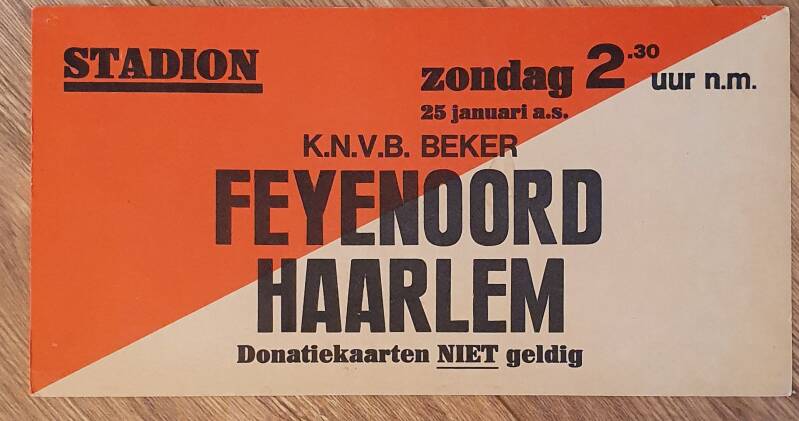 STADION
zondag 2.30 uur n.m.
25 januari a.s.
K.N.V.B. BEKER
FEYENOORD
HAARLEM
Donatiekaarten NIET geldig